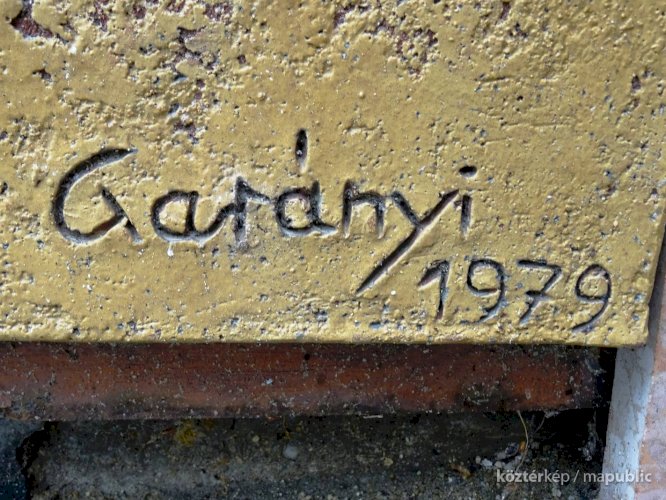 Garányi
1979
köztérkép / mapublic